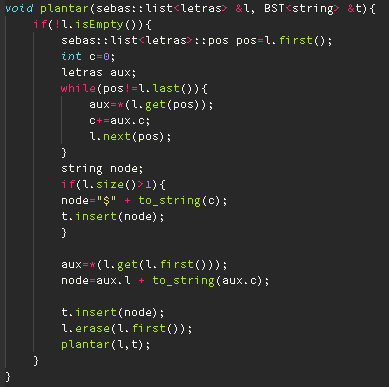 void plantar(sebas::list<letras> &l, BST<string> &t){
if(!l.isEmpty()){
sebas::list<letras>::pos pos=l.first();
int c=0;
letras aux;
while(pos!=l.last()){
aux=*(l.get(pos));
c+=aux.c;
l.next(pos);
}
string node;
if(l.size()>1){
node="$" + to_string(c);
t.insert(node);
}
aux=*(l.get(l.first()));
node=aux.l + to_string(aux.c);
t.insert(node);
l.erase(l.first());
plantar(l,t);
}
}